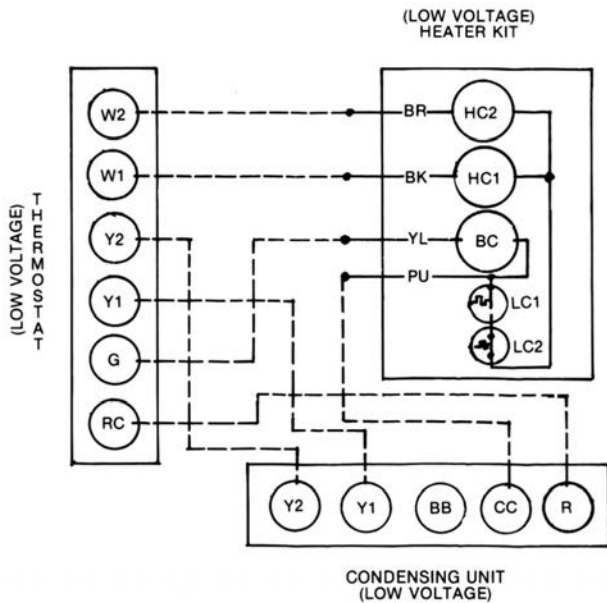 (LOW VOLTAGE)
HEATER KIT
THERMOSTAT
(LOW VOLTAGE)
W2
W1
Y2
Y1
G
RC
BR
HC2
BK
HC1
YL
BC
PU
LC1
LC2
Y2
Y1
BB
CC
R
CONDENSING UNIT
(LOW VOLTAGE)